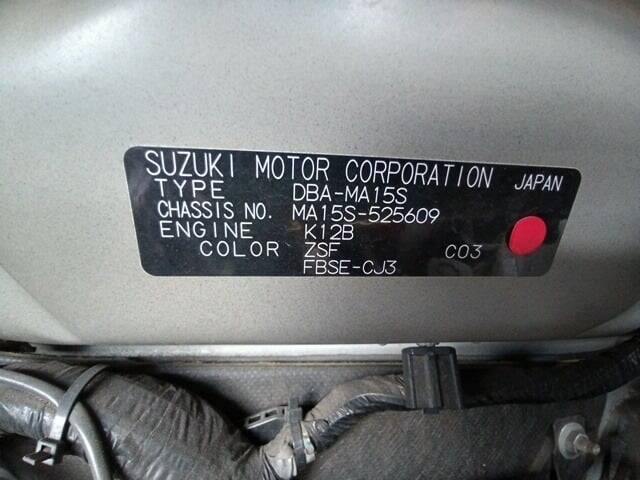 SUZUKI MOTOR CORPORATION JAPAN
TYPE DBA-MA15S
CHASSIS NO. MA15S-525609
ENGINE K12B
COLOR ZSF C03
FBSE-CJ3